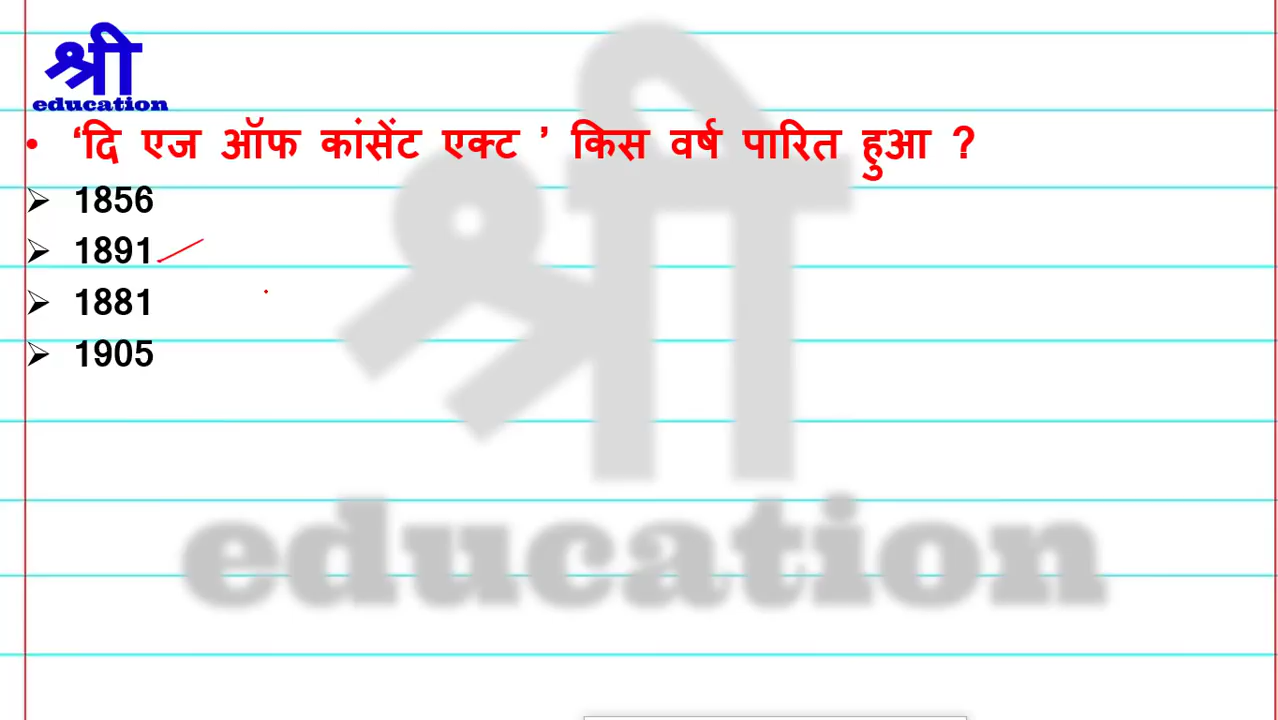 श्री
education
• ‘दि एज ऑफ कांसेंट एक्ट ’ किस वर्ष पारित हुआ ?
➢ 1856
➢ 1891
➢ 1881
➢ 1905
श्री
education